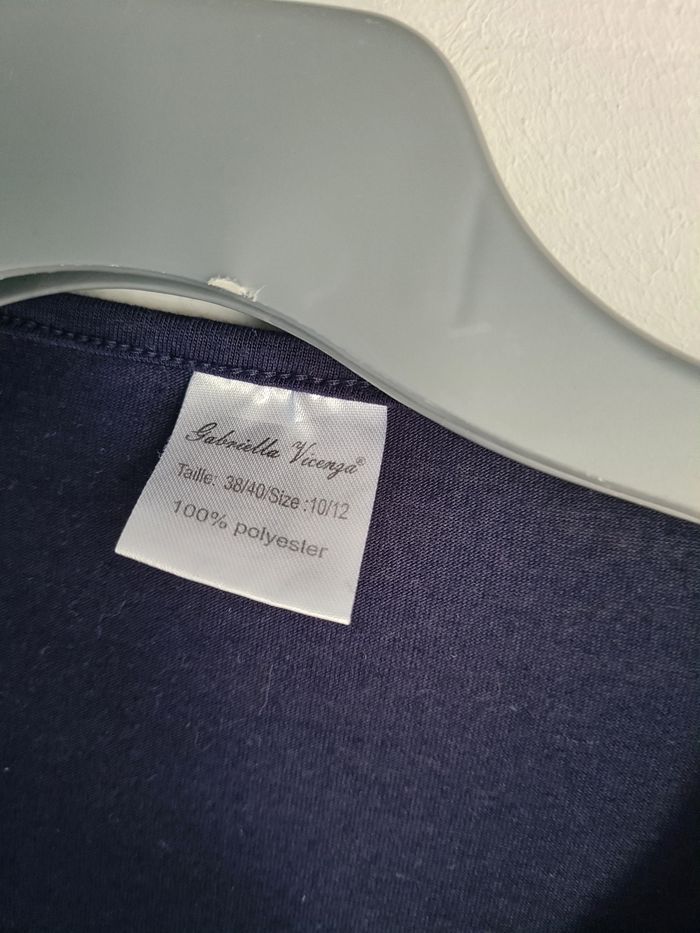 Gabriella Vicenza®
Taille: 38/40/Size :10/12
100% polyester